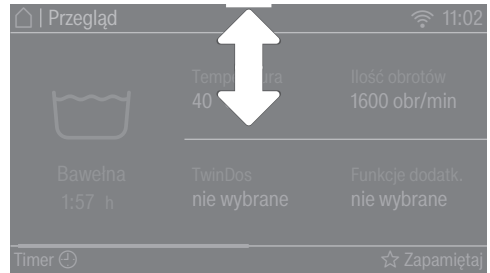 | Przegląd 11:02
Ilość obrotów
40 1600 obr/min
Bawełna
1:57 h
TwinDos Funkcje dodatk.
nie wybrane nie wybrane
Timer Zapamiętaj